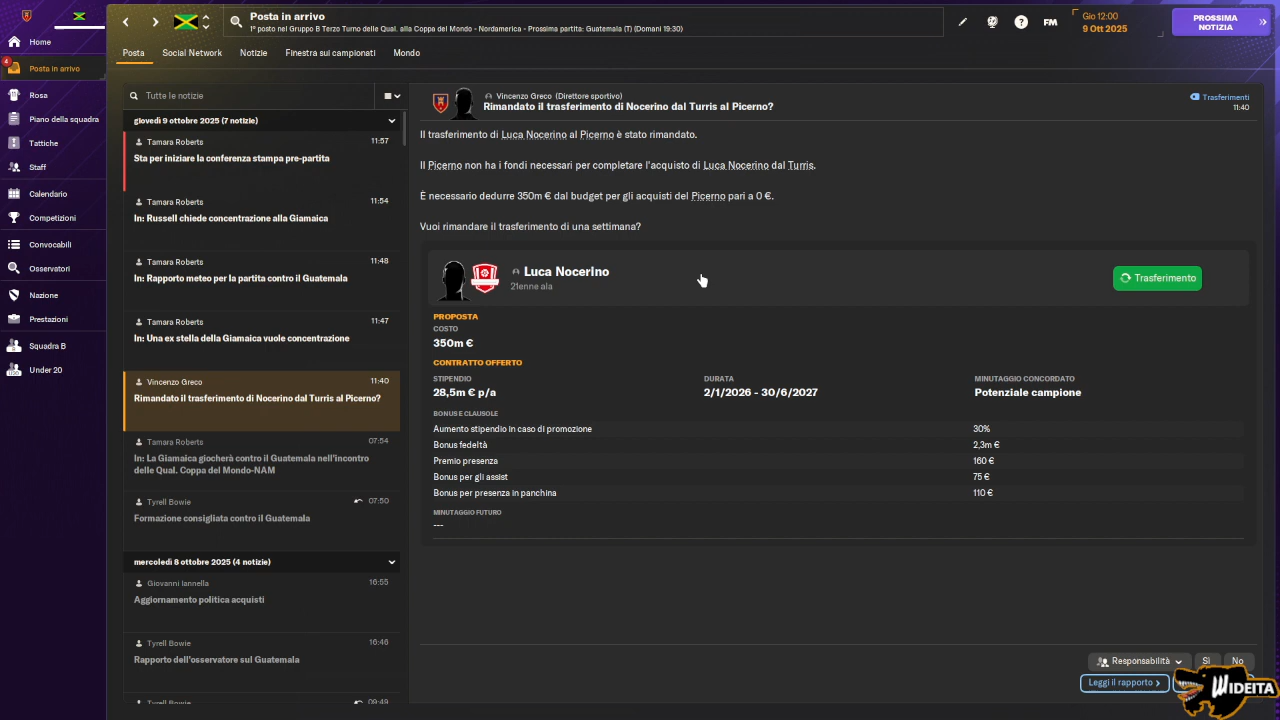 Posta in arrivo
1° posto nel Gruppo B Terzo Turno delle Qual. alla Coppa del Mondo - Nordamerica - Prossima partita: Guatemala (T) (Domani 19:30)
FM
Gio 12:00
9 Ott 2025
PROSSIMA
NOTIZIA
Home
4
Posta in arrivo
Rosa
Piano della squadra
Tattiche
Staff
Calendario
Competizioni
Convocabili
Osservatori
Nazione
Prestazioni
Squadra B
Under 20
Posta
Social Network
Notizie
Finestra sui campionati
Mondo
Tutte le notizie
giovedì 9 ottobre 2025 (7 notizie)
Tamara Roberts 11:57
Sta per iniziare la conferenza stampa pre-partita
Tamara Roberts 11:54
In: Russell chiede concentrazione alla Giamaica
Tamara Roberts 11:48
In: Rapporto meteo per la partita contro il Guatemala
Tamara Roberts 11:47
In: Una ex stella della Giamaica vuole concentrazione
Vincenzo Greco 11:40
Rimandato il trasferimento di Nocerino dal Turris al Picerno?
Tamara Roberts 07:54
In: La Giamaica giocherà contro il Guatemala nell'incontro
delle Qual. Coppa del Mondo-NAM
Tyrell Bowie 07:50
Formazione consigliata contro il Guatemala
mercoledì 8 ottobre 2025 (4 notizie)
Giovanni Iannella 16:55
Aggiornamento politica acquisti
Tyrell Bowie 16:46
Rapporto dell'osservatore sul Guatemala
Tyrell Bowie 09:49
Vincenzo Greco (Direttore sportivo)
Rimandato il trasferimento di Nocerino dal Turris al Picerno?
Trasferimenti
11:40
Il trasferimento di Luca Nocerino al Picerno è stato rimandato.
Il Picerno non ha i fondi necessari per completare l'acquisto di Luca Nocerino dal Turris.
È necessario dedurre 350m € dal budget per gli acquisti del Picerno pari a 0 €.
Vuoi rimandare il trasferimento di una settimana?
Luca Nocerino
21enne ala
Trasferimento
PROPOSTA
COSTO
350m €
CONTRATTO OFFERTO
STIPENDIO DURATA MINUTAGGIO CONCORDATO
28,5m € p/a 2/1/2026 - 30/6/2027 Potenziale campione
BONUS E CLAUSOLE
Aumento stipendio in caso di promozione 30%
Bonus fedeltà 2,3m €
Premio presenza 160 €
Bonus per gli assist 75 €
Bonus per presenza in panchina 110 €
MINUTAGGIO FUTURO
---
Responsabilità Sì No
Leggi il rapporto
WIDEITA